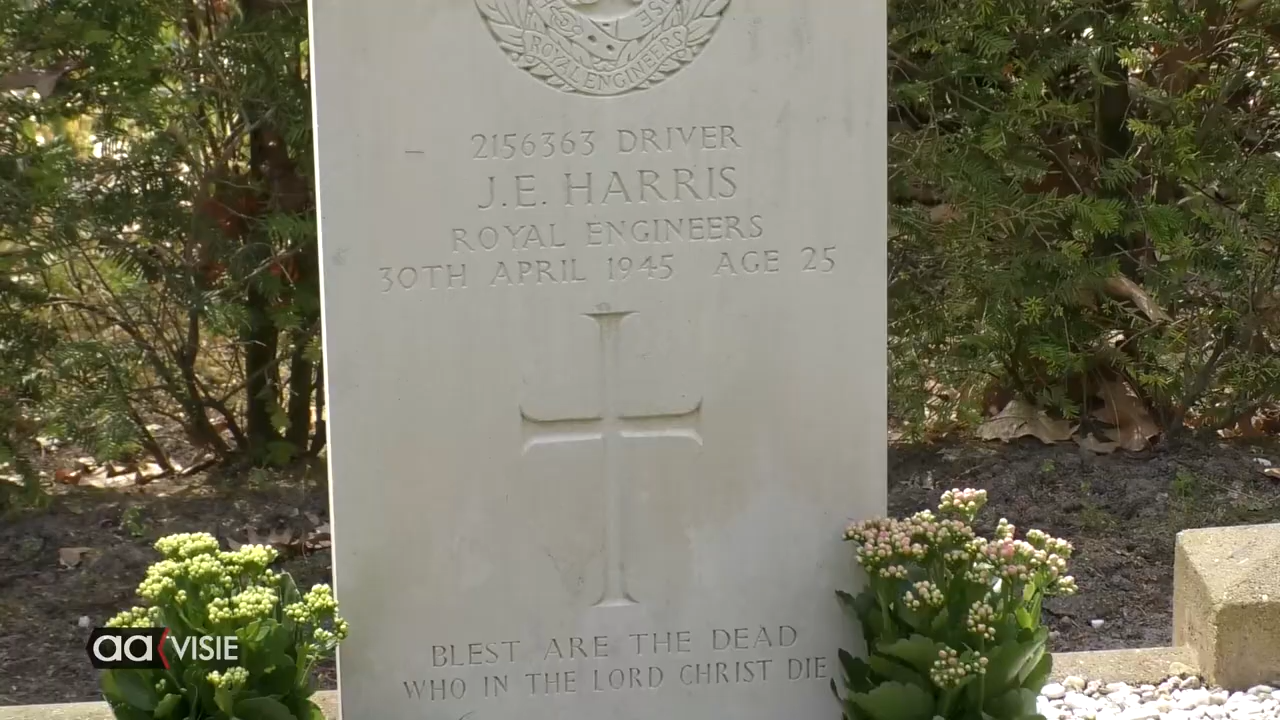 ROYAL ENGINEERS
2156363 DRIVER
J.E. HARRIS
ROYAL ENGINEERS
30TH APRIL 1945 AGE 25
BLEST ARE THE DEAD
WHO IN THE LORD CHRIST DIE
aa VISIE